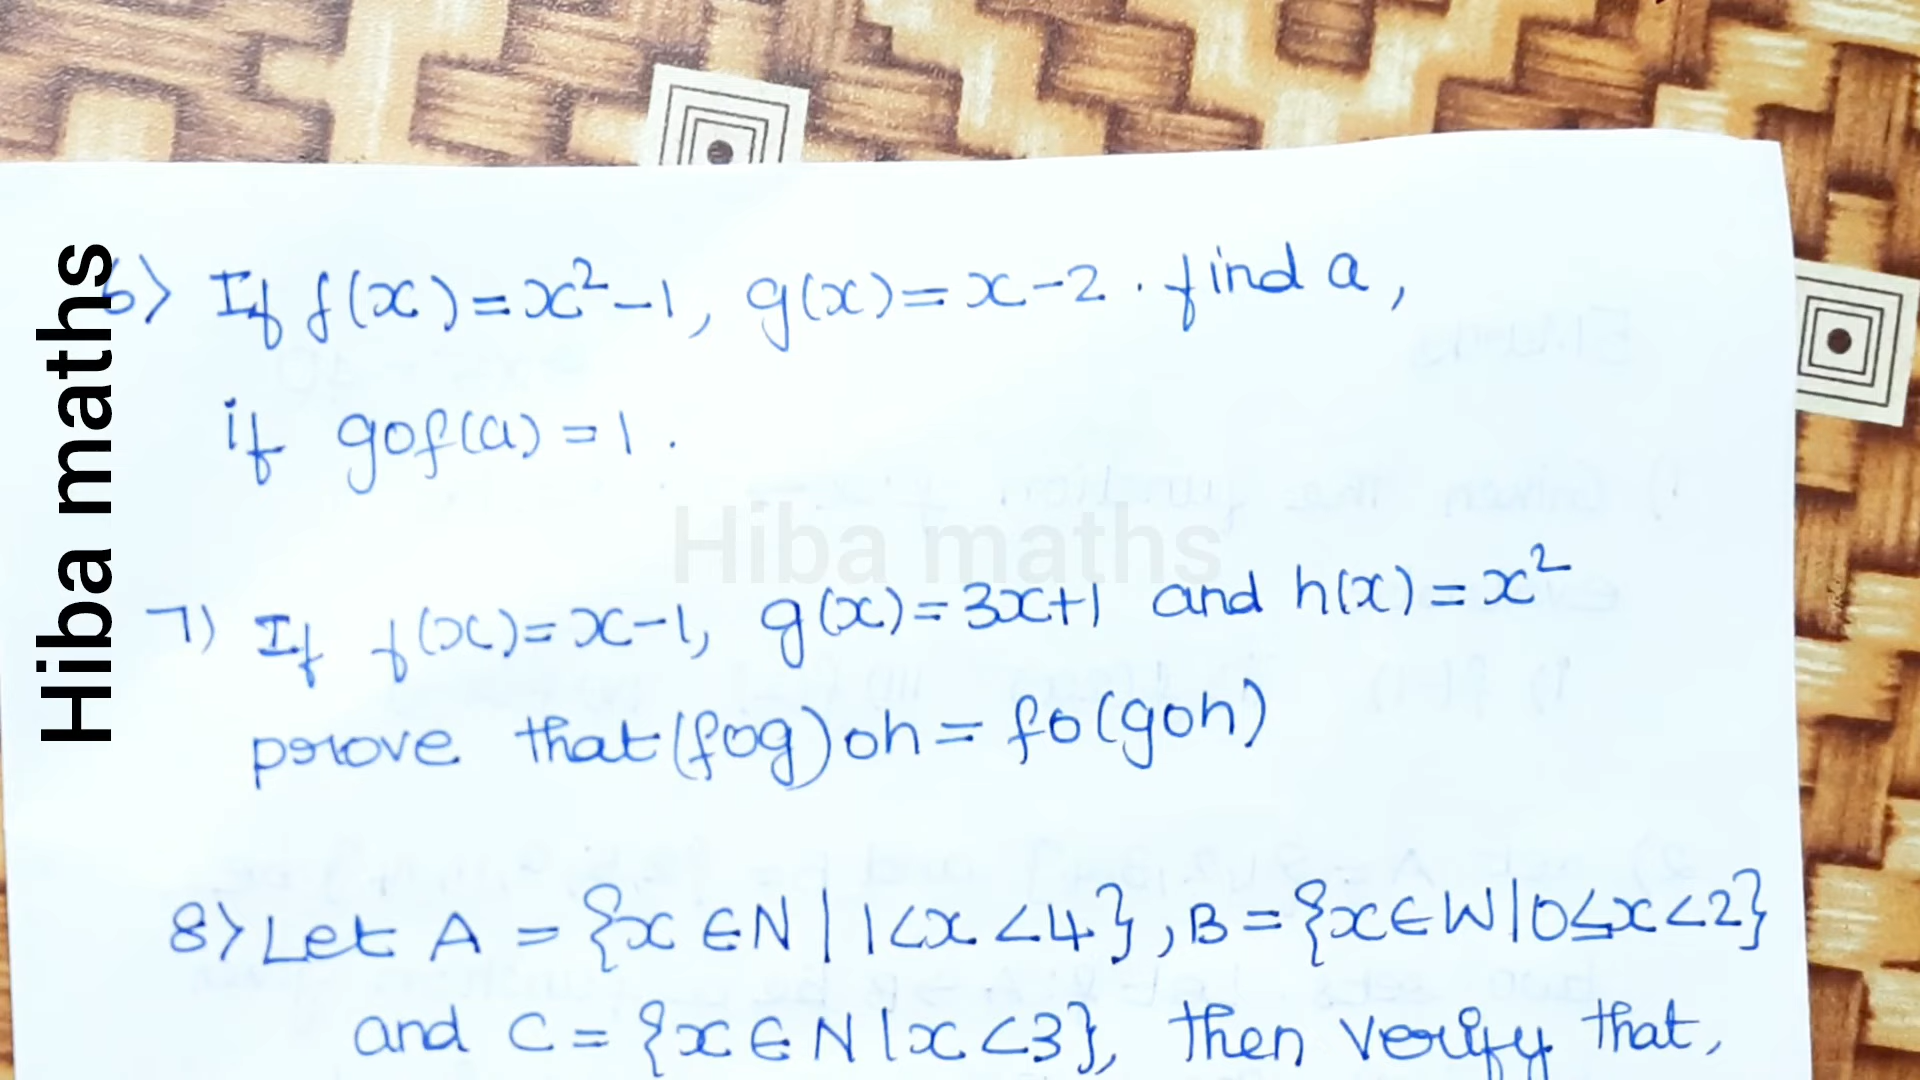 Hiba maths
6) If f(x) = x² - 1, g(x) = x - 2. find a,
if gof(a) = 1.
Hiba maths
7) If f(x) = x - 1, g(x) = 3x + 1 and h(x) = x²
prove that (fog)oh = fo(goh)
8) Let A = {x ∈ N | 1 < x < 4}, B = {x ∈ W | 0 ≤ x < 2}
and C = {x ∈ N | x < 3}, then verify that,